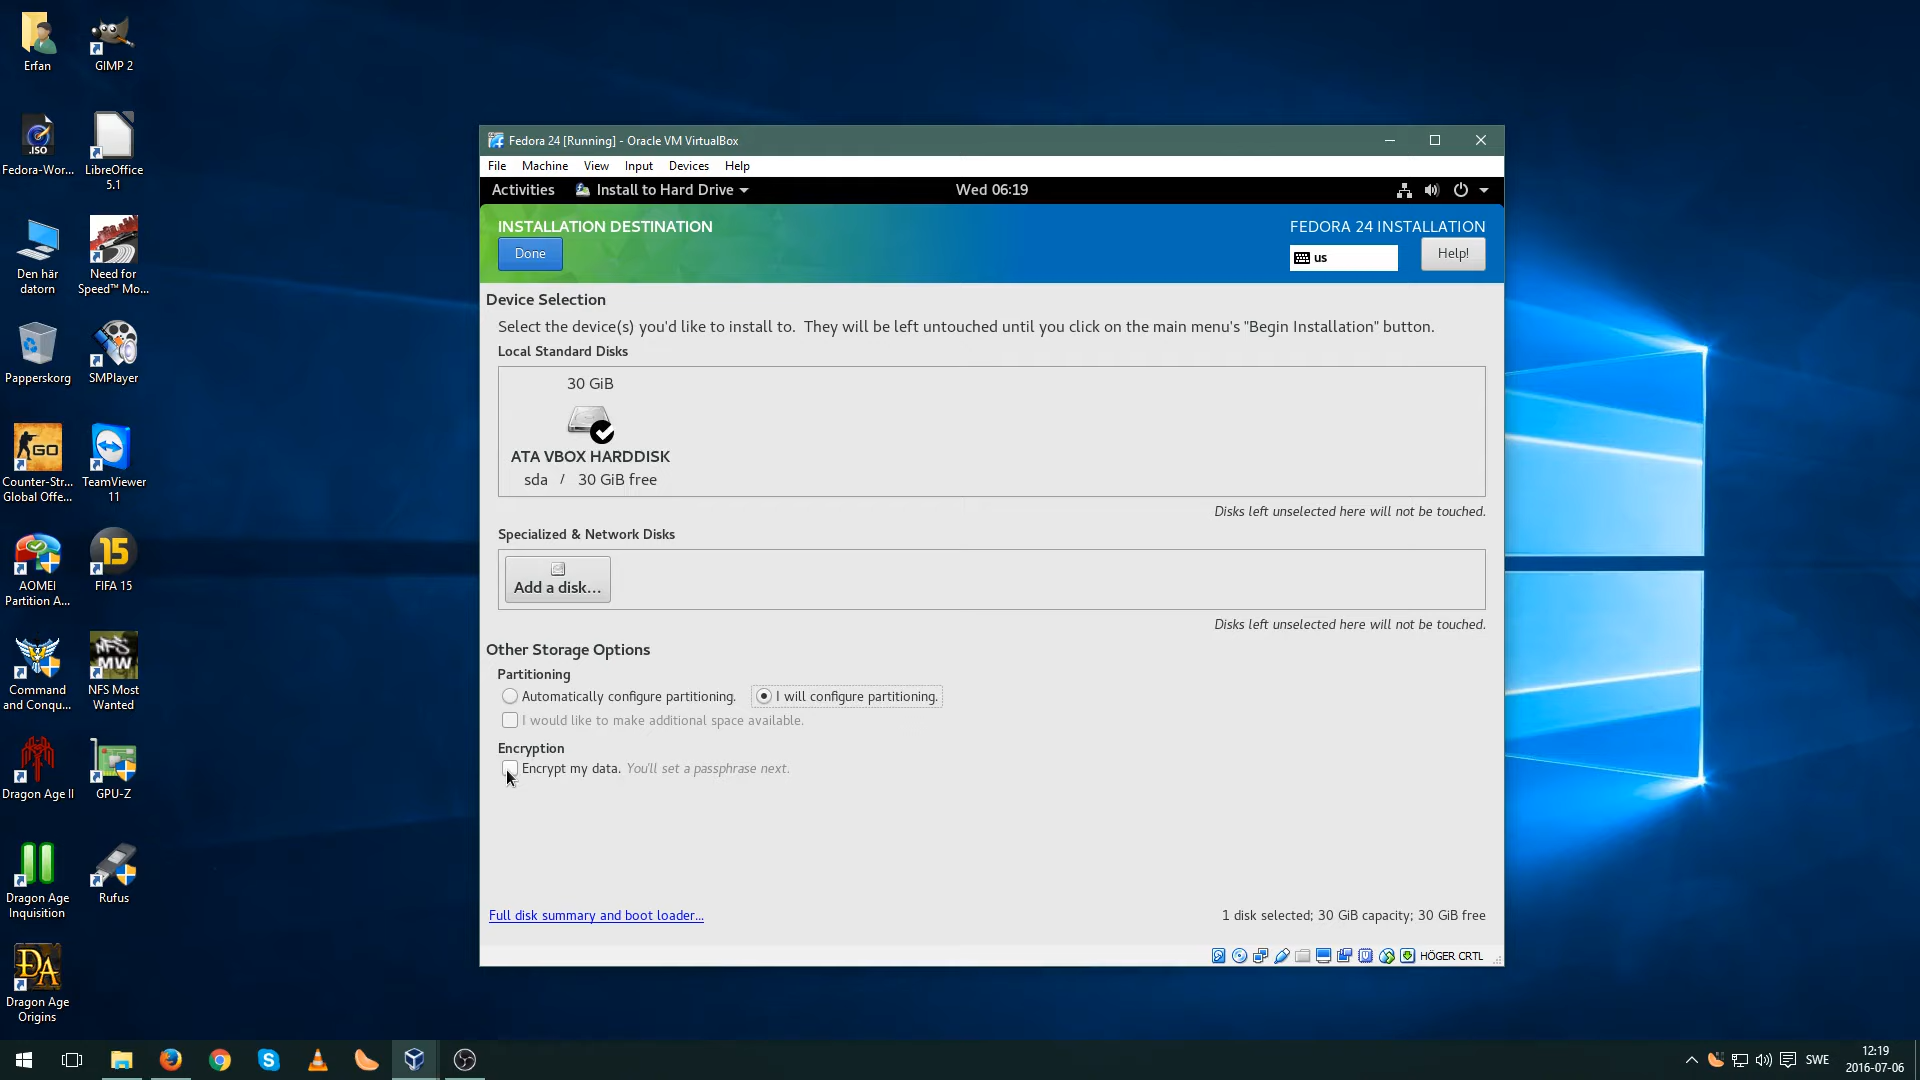 Erfan
GIMP 2
.ISO
Fedora-Wor...
LibreOffice
5.1
Den här
datorn
Need for
Speed™ Mo...
Papperskorg
SMPlayer
GO
Counter-Str...
Global Offe...
TeamViewer
11
AOMEI
Partition A...
15
FIFA 15
Command
and Conqu...
NFS
MW
NFS Most
Wanted
Dragon Age II
GPU-Z
Dragon Age
Inquisition
Rufus
DA
Dragon Age
Origins
Fedora 24 [Running] - Oracle VM VirtualBox
File Machine View Input Devices Help
Activities Install to Hard Drive Wed 06:19
INSTALLATION DESTINATION
FEDORA 24 INSTALLATION
Done
us
Help!
Device Selection
Select the device(s) you'd like to install to.  They will be left untouched until you click on the main menu's "Begin Installation" button.
Local Standard Disks
30 GiB
ATA VBOX HARDDISK
sda / 30 GiB free
Disks left unselected here will not be touched.
Specialized & Network Disks
Add a disk...
Disks left unselected here will not be touched.
Other Storage Options
Partitioning
Automatically configure partitioning. I will configure partitioning.
I would like to make additional space available.
Encryption
Encrypt my data. You'll set a passphrase next.
Full disk summary and boot loader...
1 disk selected; 30 GiB capacity; 30 GiB free
HÖGER CRTL
SWE
12:19
2016-07-06